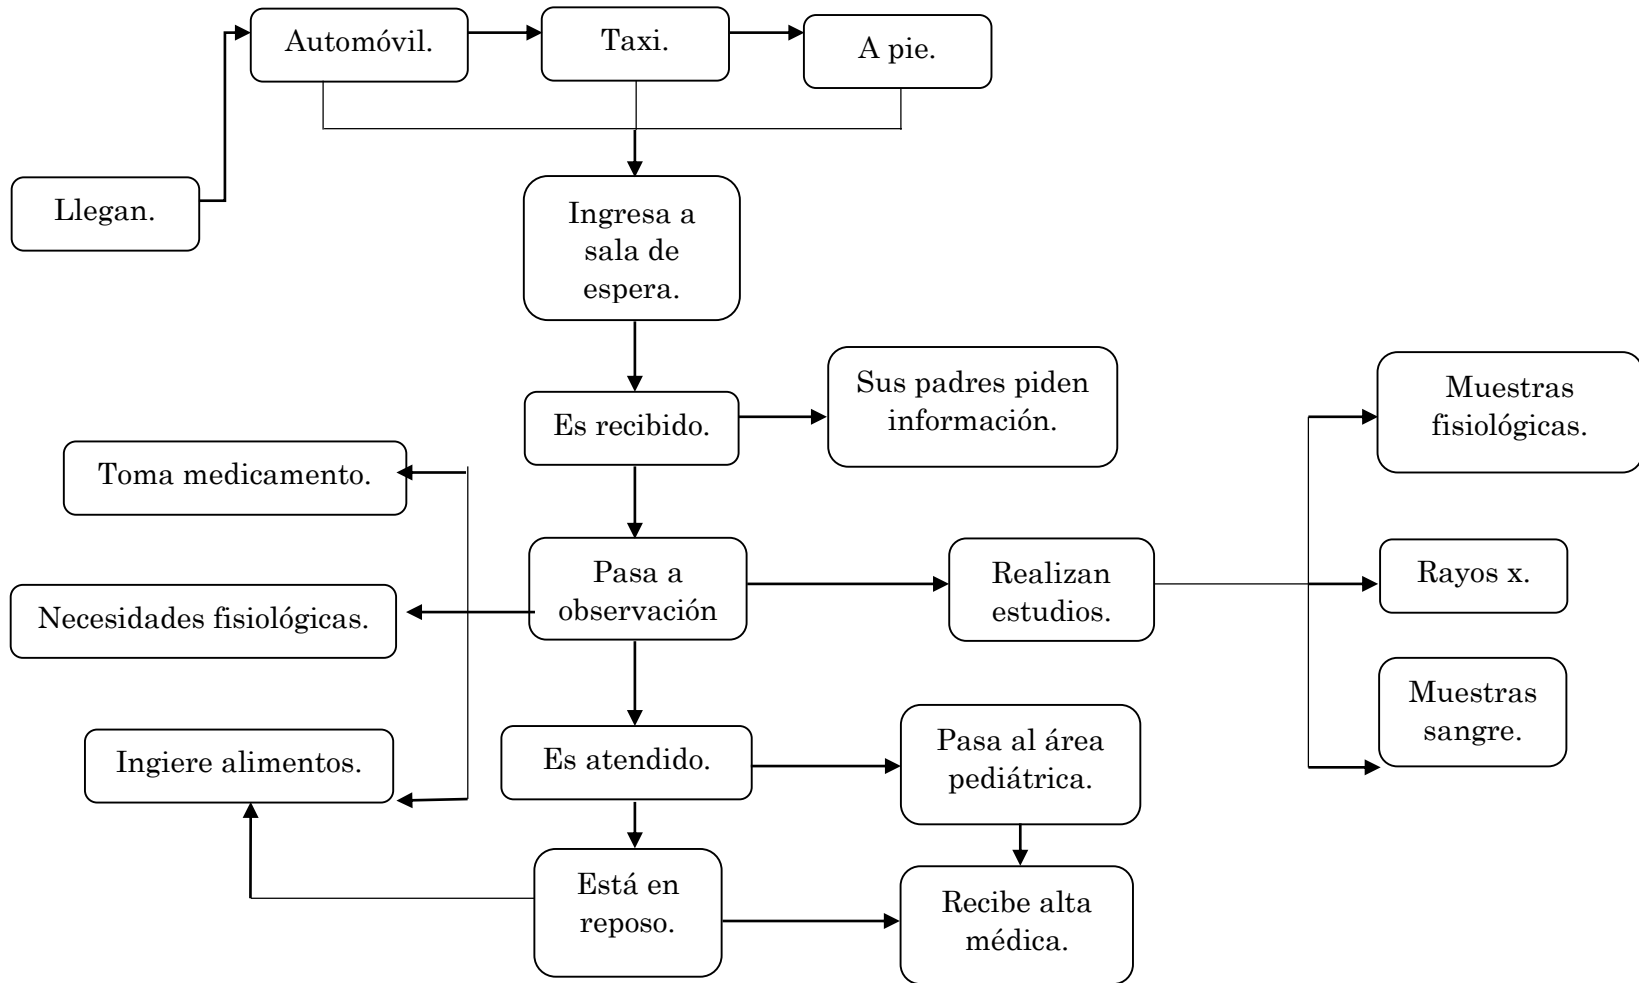 Automóvil.
Taxi.
A pie.
Llegan.
Ingresa a
sala de
espera.
Sus padres piden
información.
Es recibido.
Muestras
fisiológicas.
Toma medicamento.
Pasa a
observación
Realizan
estudios.
Rayos x.
Necesidades fisiológicas.
Muestras
sangre.
Ingiere alimentos.
Es atendido.
Pasa al área
pediátrica.
Está en
reposo.
Recibe alta
médica.